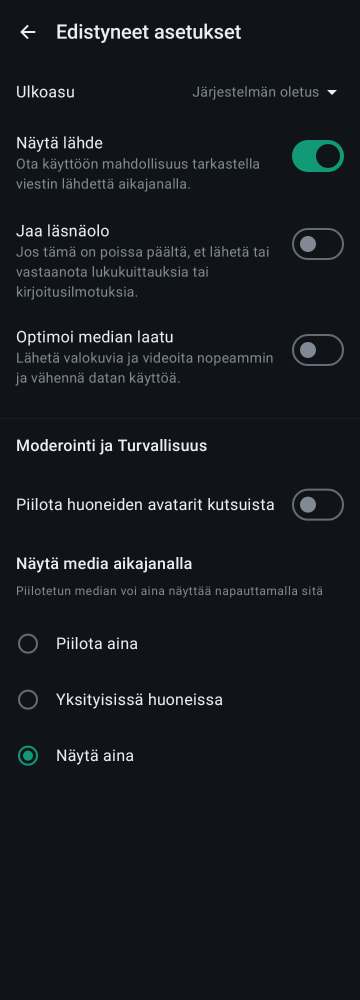 Edistyneet asetukset
Ulkoasu
Järjestelmän oletus
Näytä lähde
Ota käyttöön mahdollisuus tarkastella
viestin lähdettä aikajanalla.
Jaa läsnäolo
Jos tämä on poissa päältä, et lähetä tai
vastaanota lukukuittauksia tai
kirjoitusilmotuksia.
Optimoi median laatu
Lähetä valokuvia ja videoita nopeammin
ja vähennä datan käyttöä.
Moderointi ja Turvallisuus
Piilota huoneiden avatarit kutsuista
Näytä media aikajanalla
Piilotetun median voi aina näyttää napauttamalla sitä
Piilota aina
Yksityisissä huoneissa
Näytä aina